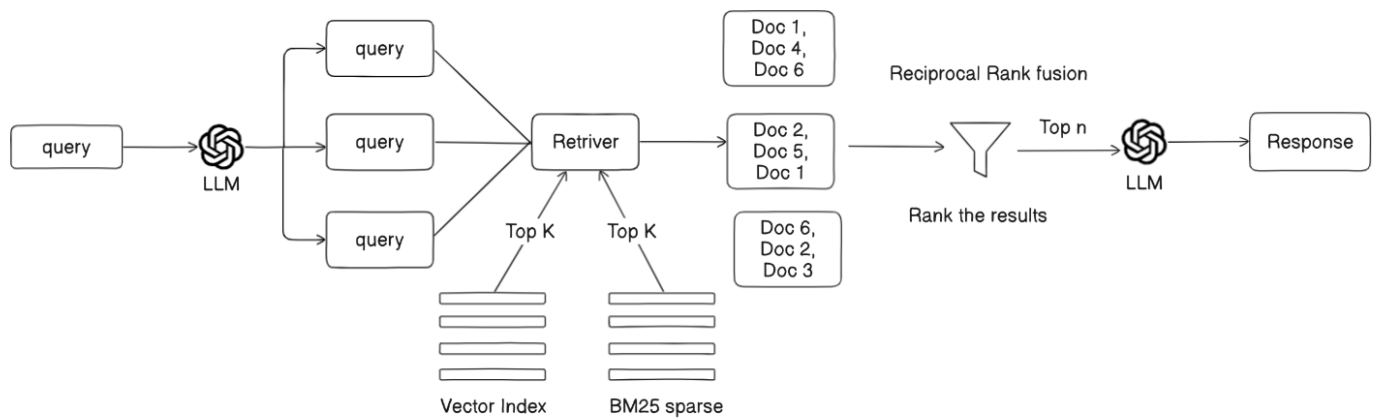 query
LLM
query
query
query
Retriver
Top K
Top K
Vector Index
BM25 sparse
Doc 1,
Doc 4,
Doc 6
Doc 2,
Doc 5,
Doc 1
Doc 6,
Doc 2,
Doc 3
Reciprocal Rank fusion
Rank the results
Top n
LLM
Response